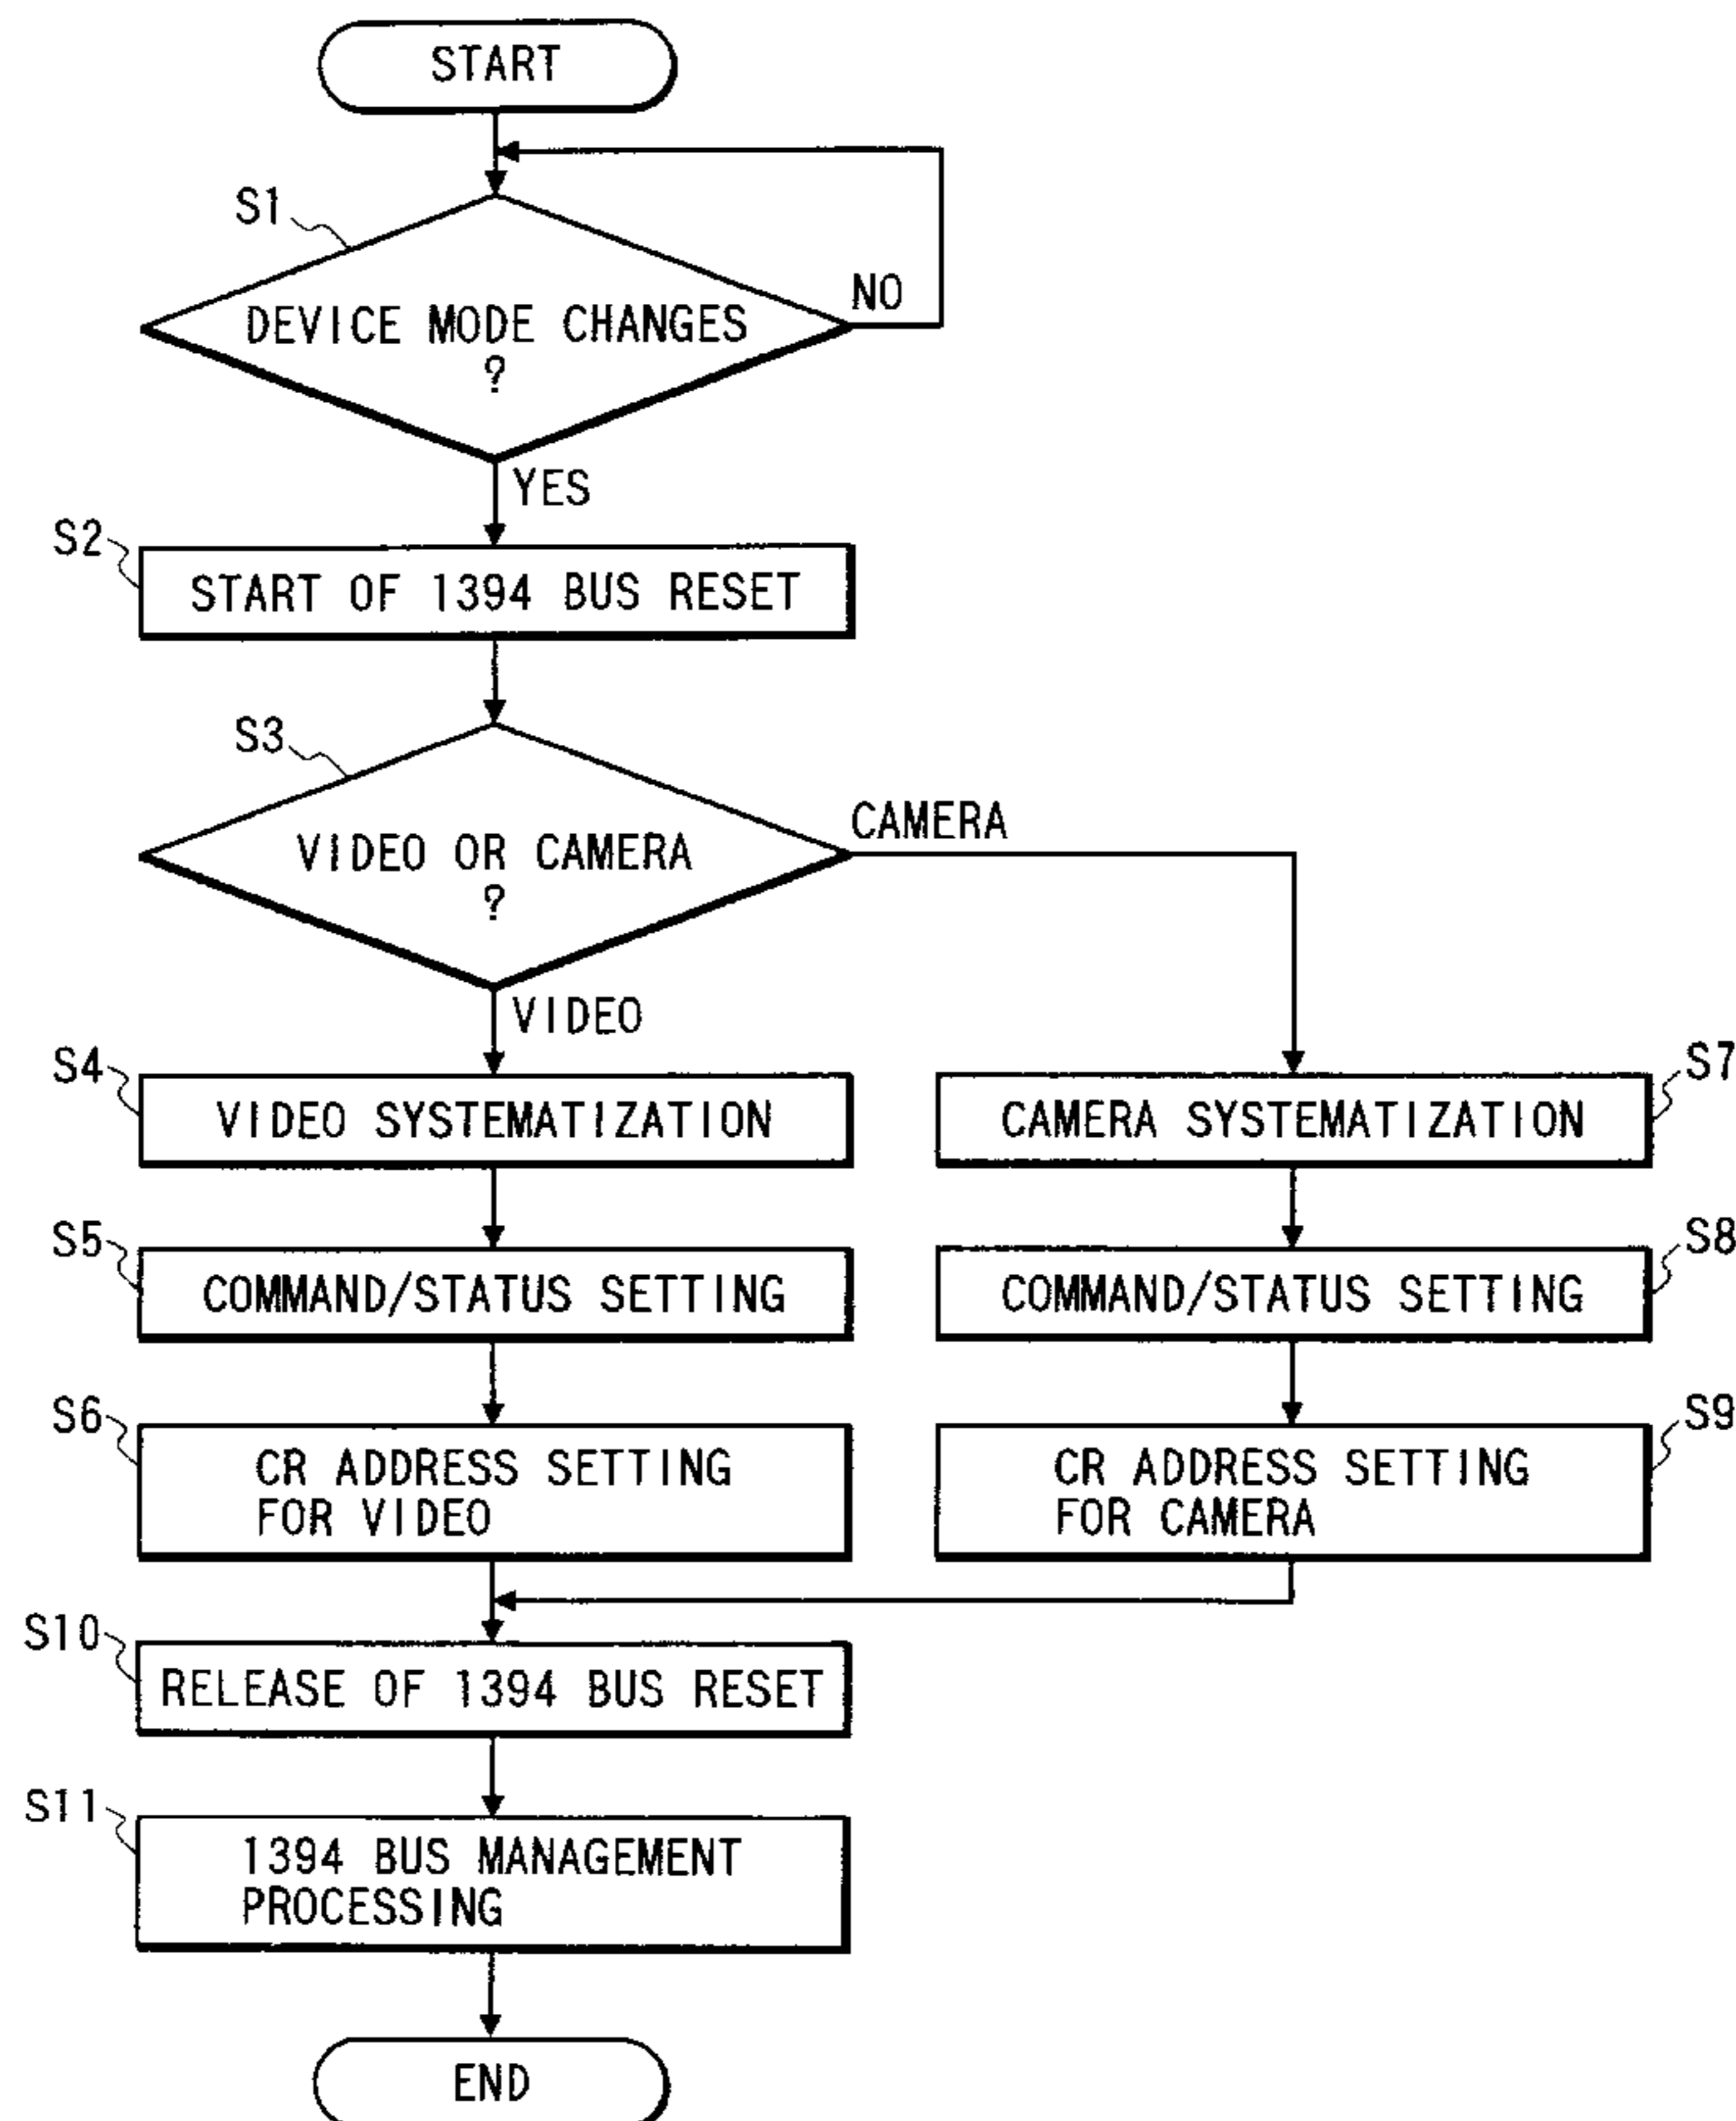 START
S1
DEVICE MODE CHANGES
?
NO
YES
S2
START OF 1394 BUS RESET
S3
VIDEO OR CAMERA
?
CAMERA
VIDEO
S4
VIDEO SYSTEMATIZATION
S7
CAMERA SYSTEMATIZATION
S5
COMMAND/STATUS SETTING
S8
COMMAND/STATUS SETTING
S6
CR ADDRESS SETTING
FOR VIDEO
S9
CR ADDRESS SETTING
FOR CAMERA
S10
RELEASE OF 1394 BUS RESET
S11
1394 BUS MANAGEMENT
PROCESSING
END